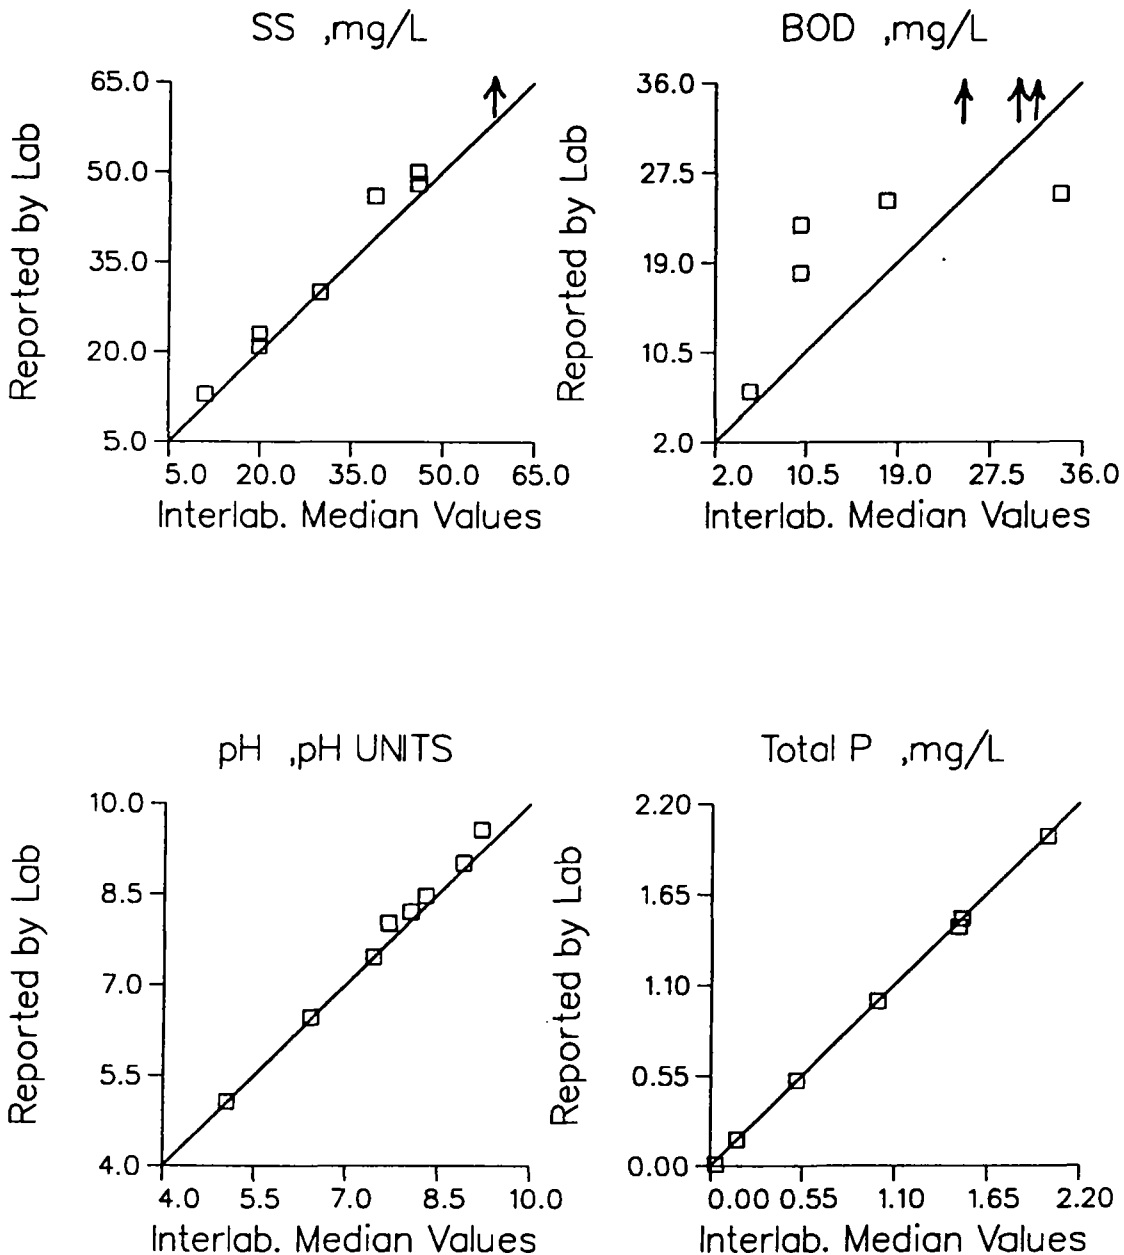 SS ,mg/L
65.0
50.0
35.0
20.0
5.0
5.0 20.0 35.0 50.0 65.0
Reported by Lab
Interlab. Median Values
BOD ,mg/L
36.0
27.5
19.0
10.5
2.0
2.0 10.5 19.0 27.5 36.0
Reported by Lab
Interlab. Median Values
pH ,pH UNITS
10.0
8.5
7.0
5.5
4.0
4.0 5.5 7.0 8.5 10.0
Reported by Lab
Interlab. Median Values
Total P ,mg/L
2.20
1.65
1.10
0.55
0.00
0.00 0.55 1.10 1.65 2.20
Reported by Lab
Interlab. Median Values